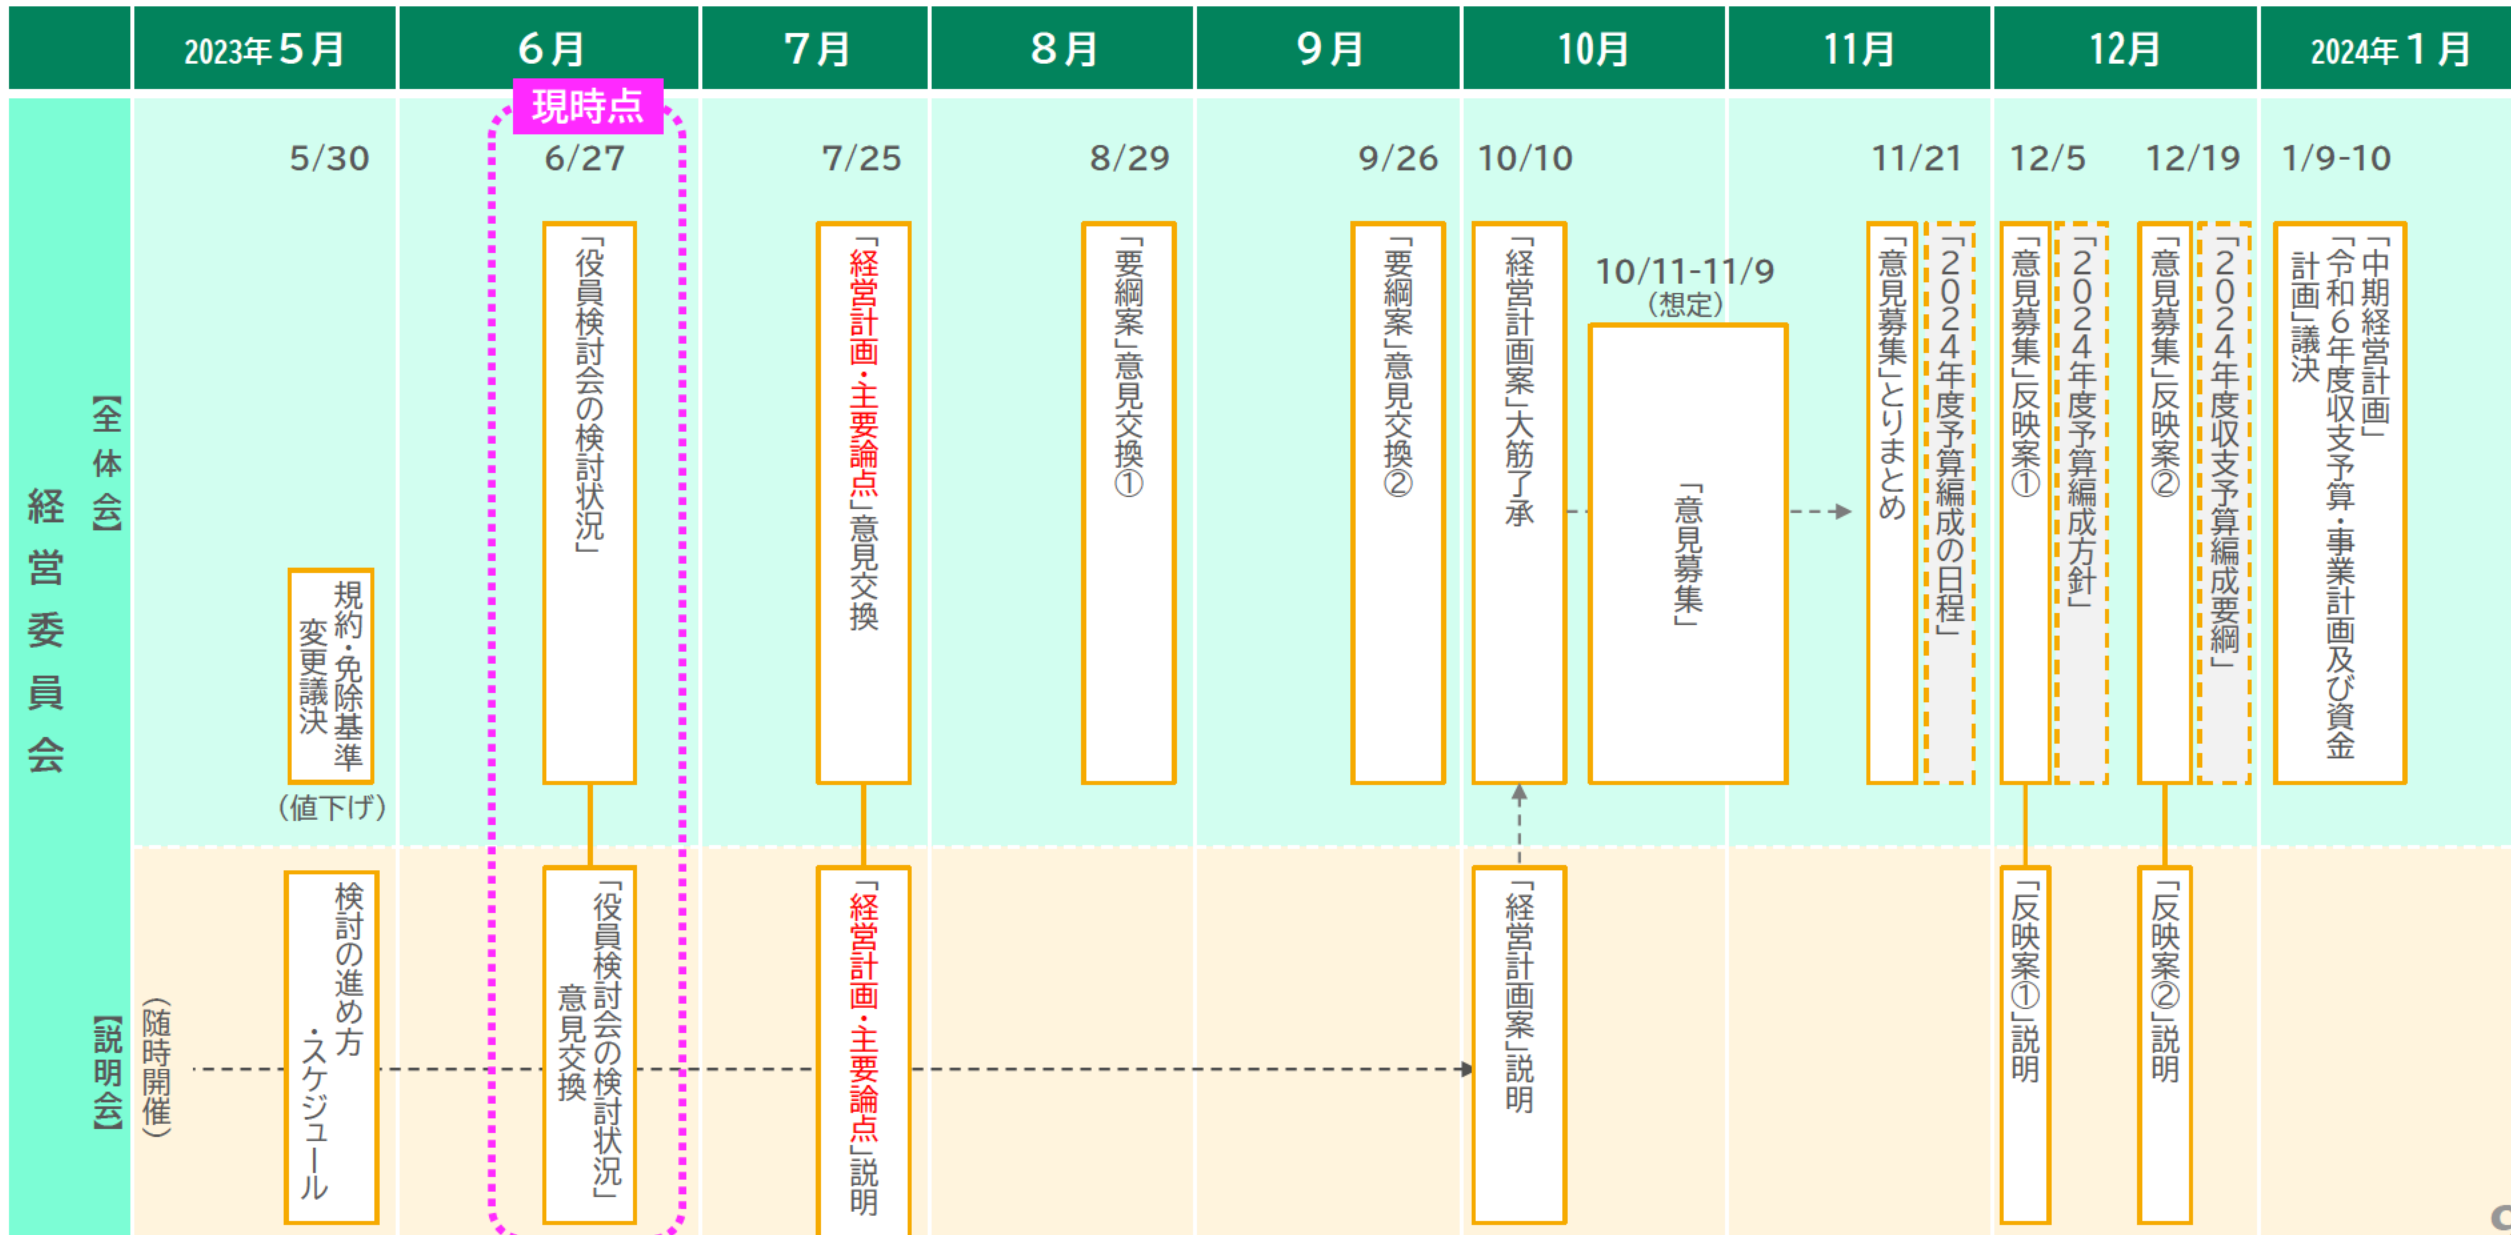 2023年5月
6月
7月
8月
9月
10月
11月
12月
2024年1月
現時点
経営委員会
【全体会】
5/30
6/27
7/25
8/29
9/26
10/10
10/11-11/9
(想定)
11/21
12/5
12/19
1/9-10
規約・免除基準
変更議決
(値下げ)
「役員検討会の検討状況」
「経営計画・主要論点」意見交換
「要綱案」意見交換①
「要綱案」意見交換②
「経営計画案」大筋了承
「意見募集」
「意見募集」とりまとめ
「2024年度予算編成の日程」
「意見募集」反映案①
「2024年度予算編成方針」
「意見募集」反映案②
「2024年度収支予算編成要綱」
「中期経営計画」
「令和6年度収支予算・事業計画及び資金
計画」議決
【説明会】
(随時開催)
検討の進め方
・スケジュール
「役員検討会の検討状況」
意見交換
「経営計画・主要論点」説明
「経営計画案」説明
「反映案①」説明
「反映案②」説明